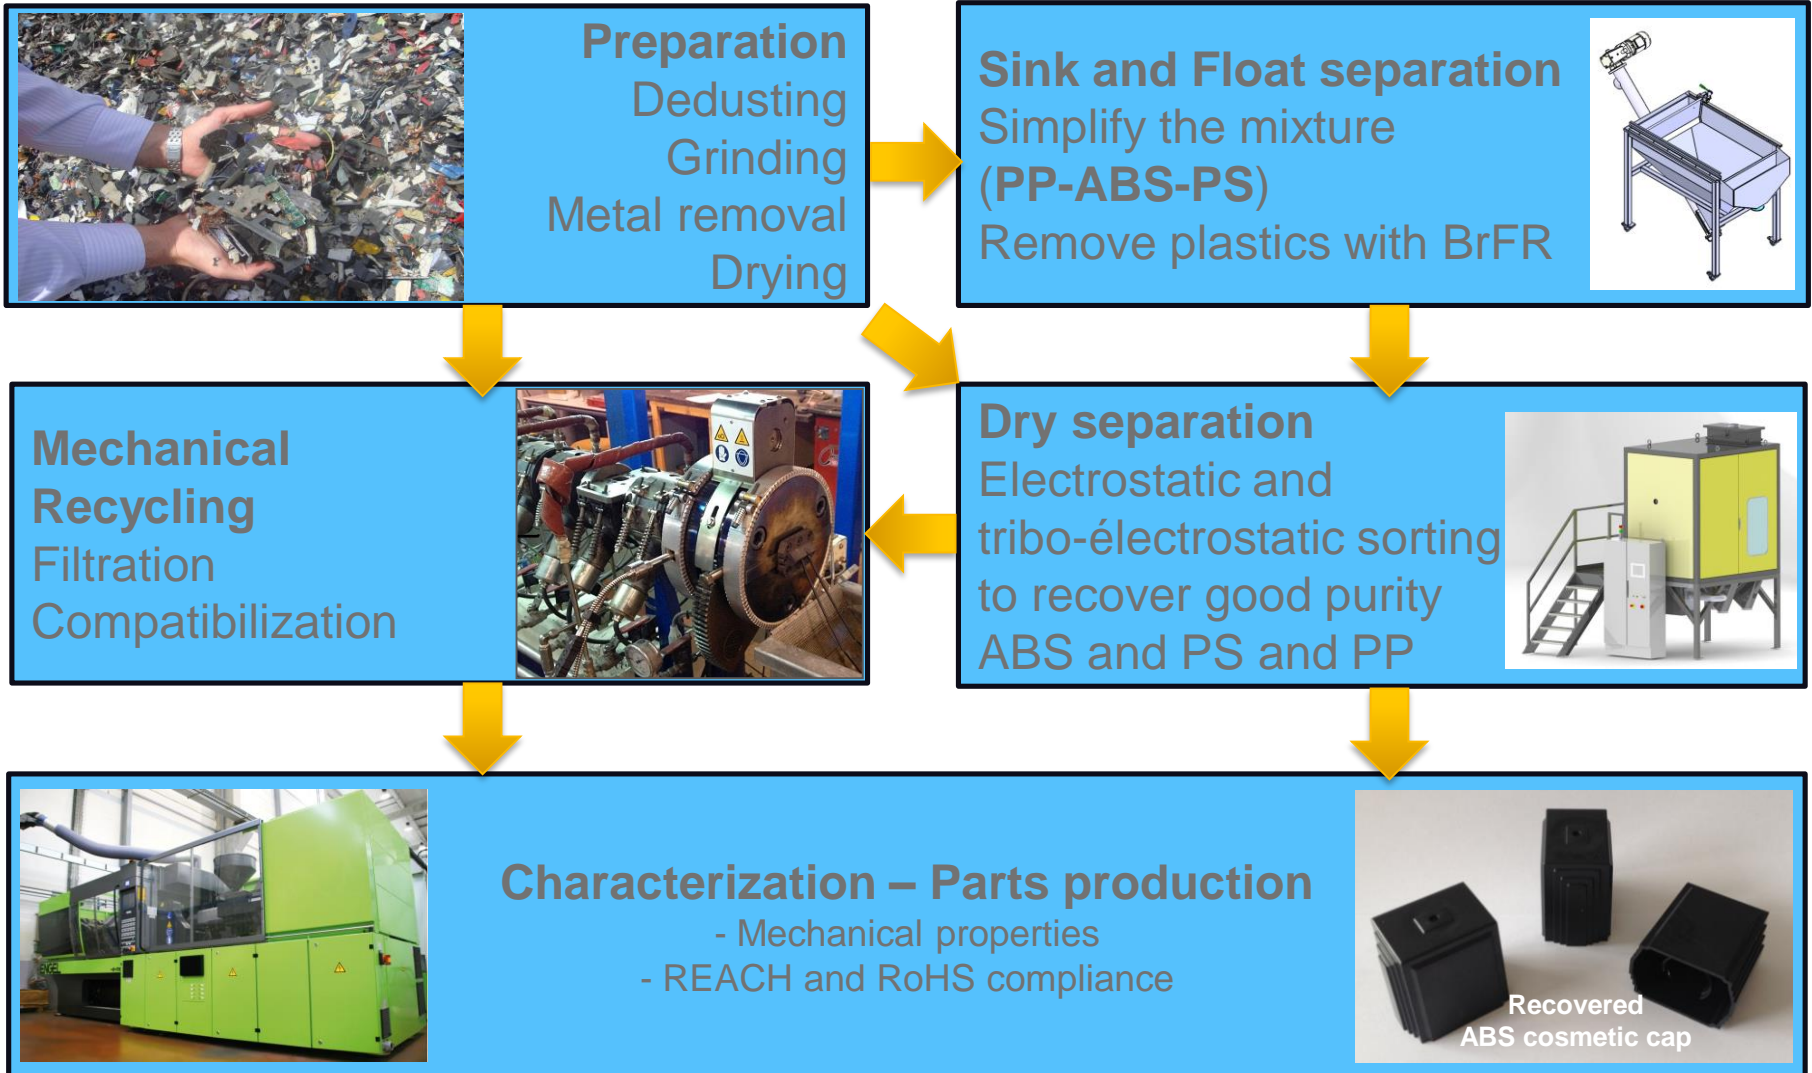 Preparation
Dedusting
Grinding
Metal removal
Drying
Sink and Float separation
Simplify the mixture
(PP-ABS-PS)
Remove plastics with BrFR
Mechanical
Recycling
Filtration
Compatibilization
Dry separation
Electrostatic and
tribo-électrostatic sorting
to recover good purity
ABS and PS and PP
Characterization – Parts production
- Mechanical properties
- REACH and RoHS compliance
Recovered
ABS cosmetic cap